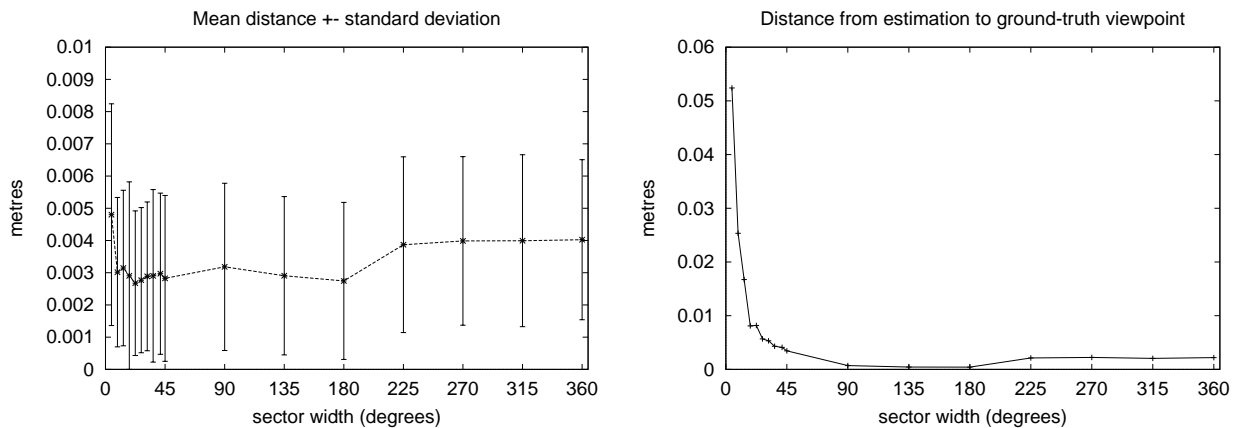 Mean distance +- standard deviation
0.01
0.009
0.008
0.007
0.006
0.005
0.004
0.003
0.002
0.001
0
metres
0 45 90 135 180 225 270 315 360
sector width (degrees)
Distance from estimation to ground-truth viewpoint
0.06
0.05
0.04
0.03
0.02
0.01
0
metres
0 45 90 135 180 225 270 315 360
sector width (degrees)